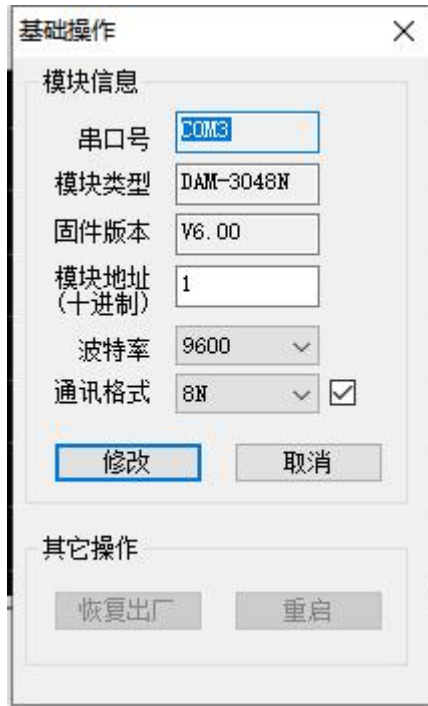 基础操作
模块信息
串口号 COM3
模块类型 DAM-3048N
固件版本 V6.00
模块地址 1
(十进制)
波特率 9600
通讯格式 8N
修改 取消
其它操作
恢复出厂 重启